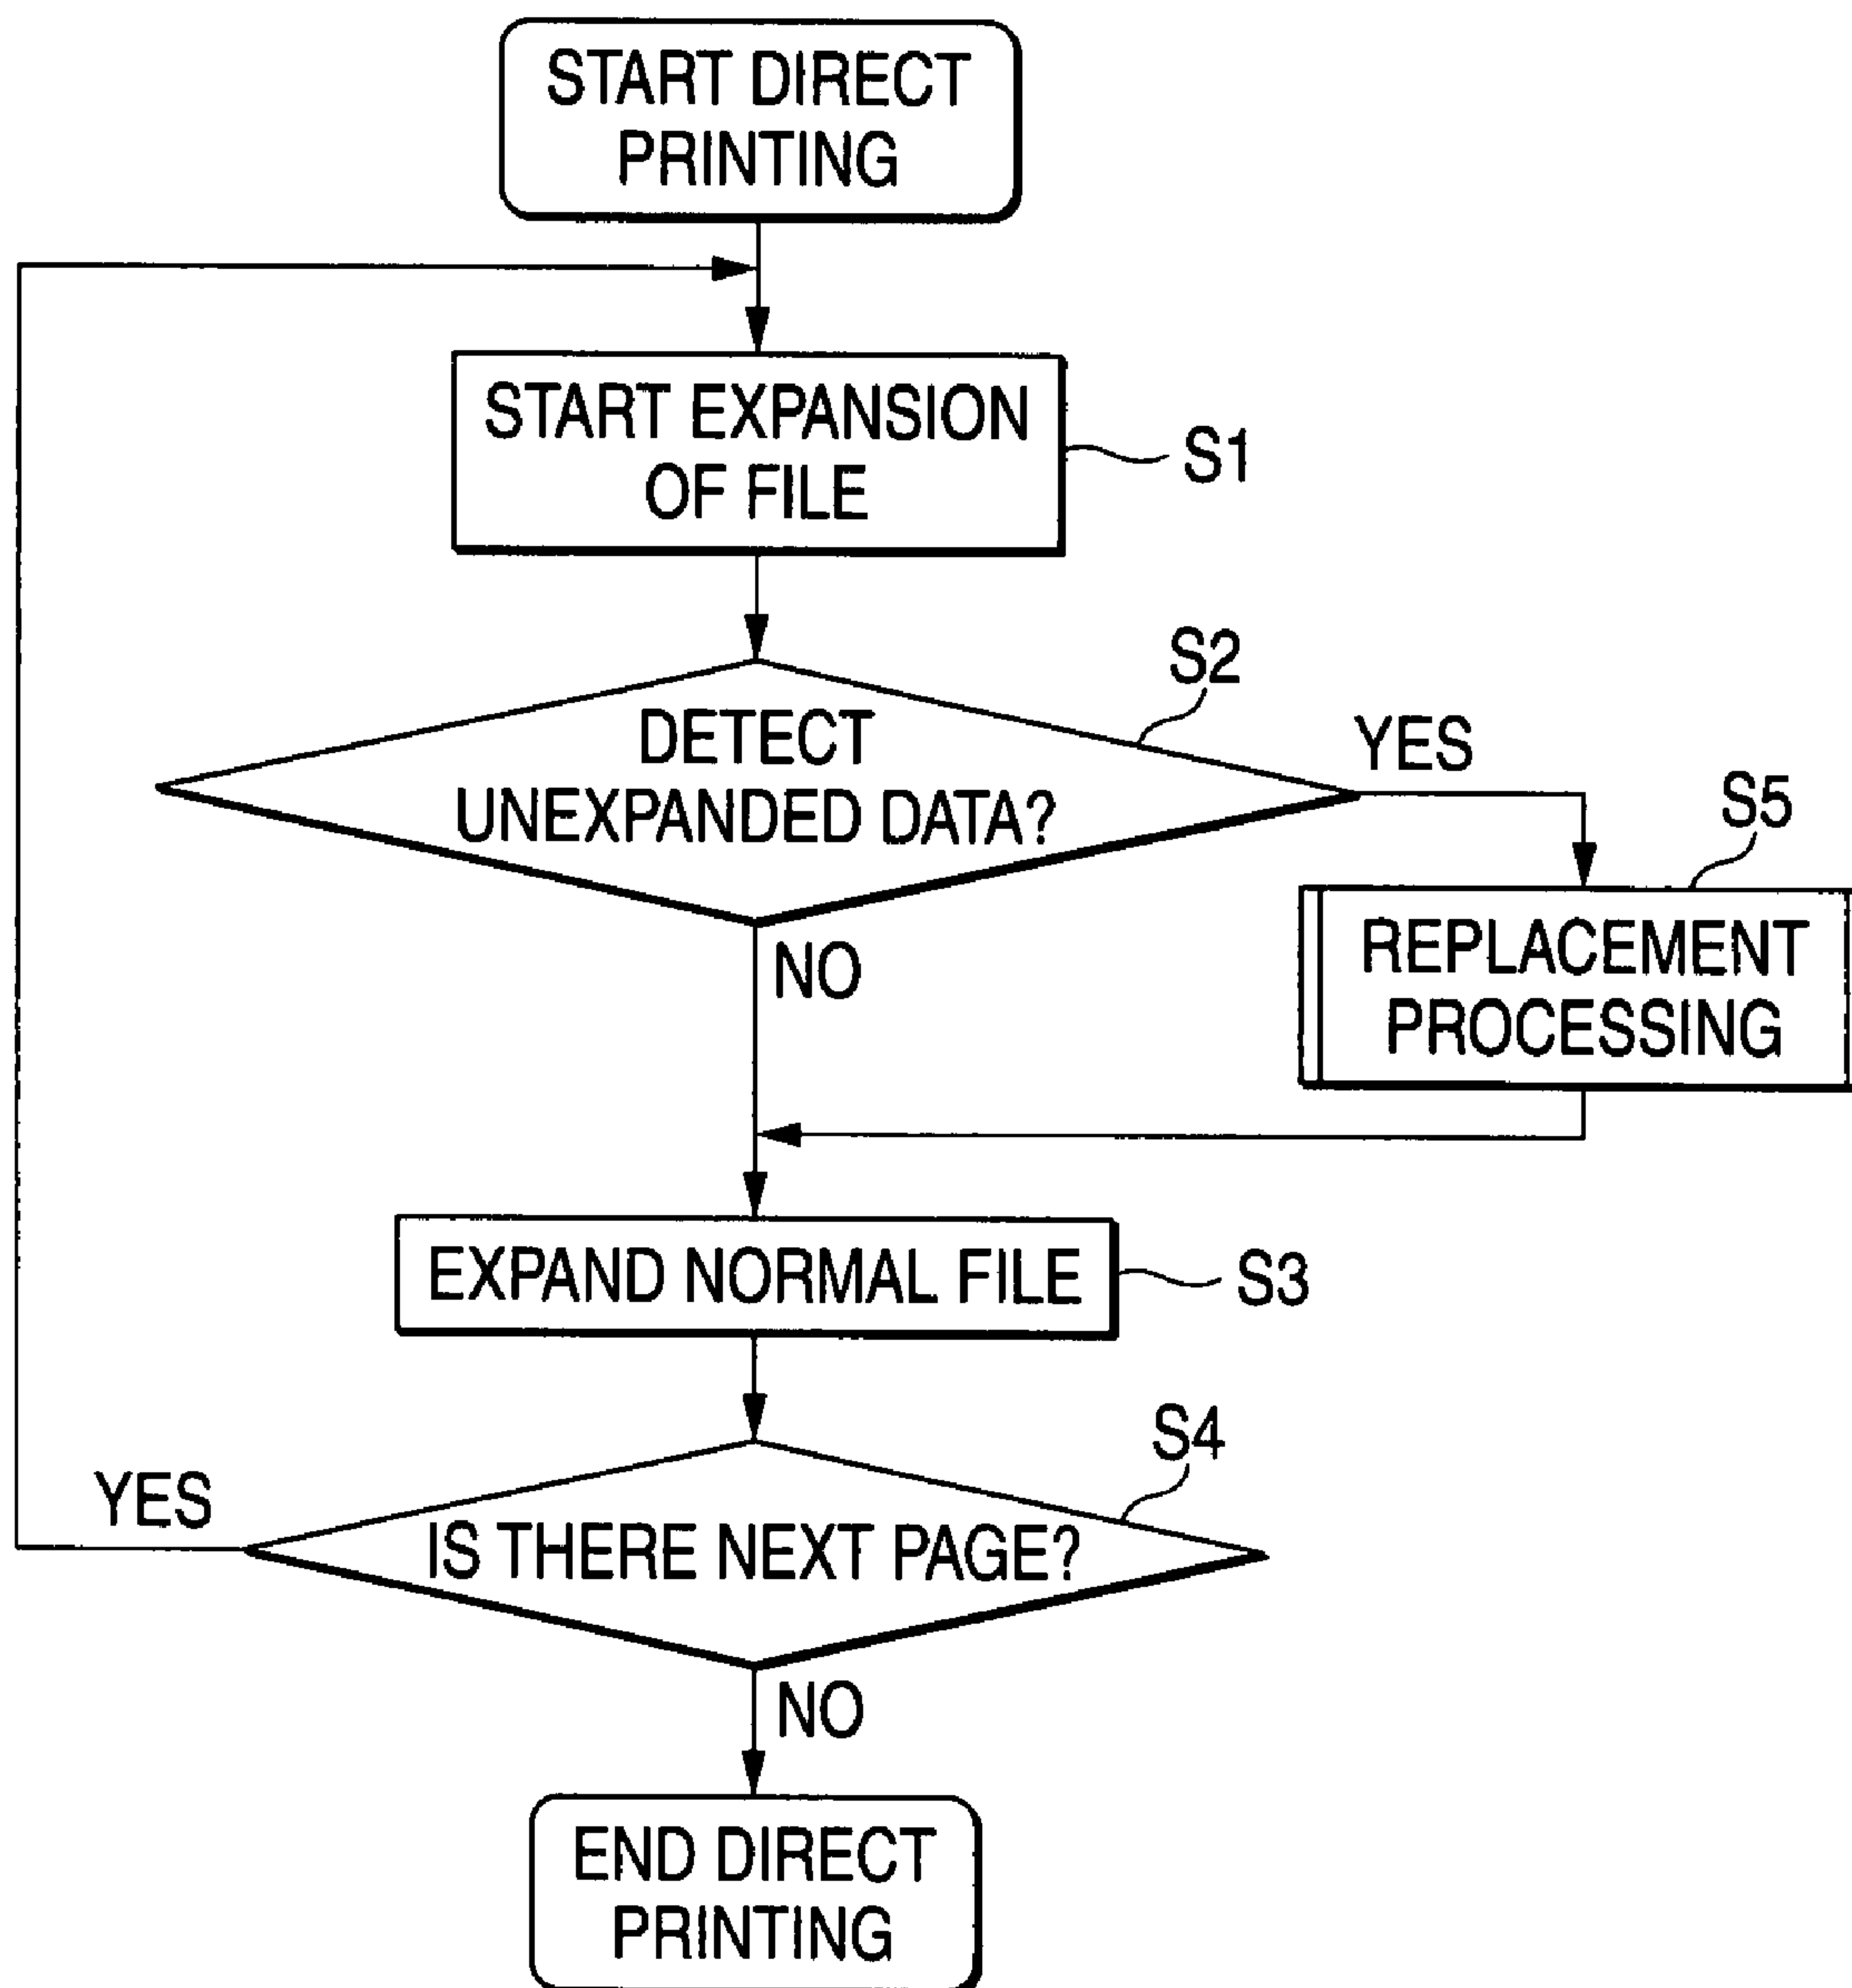 START DIRECT
PRINTING
START EXPANSION
OF FILE
S1
S2
DETECT
UNEXPANDED DATA?
YES
S5
REPLACEMENT
PROCESSING
NO
EXPAND NORMAL FILE
S3
S4
YES
IS THERE NEXT PAGE?
NO
END DIRECT
PRINTING